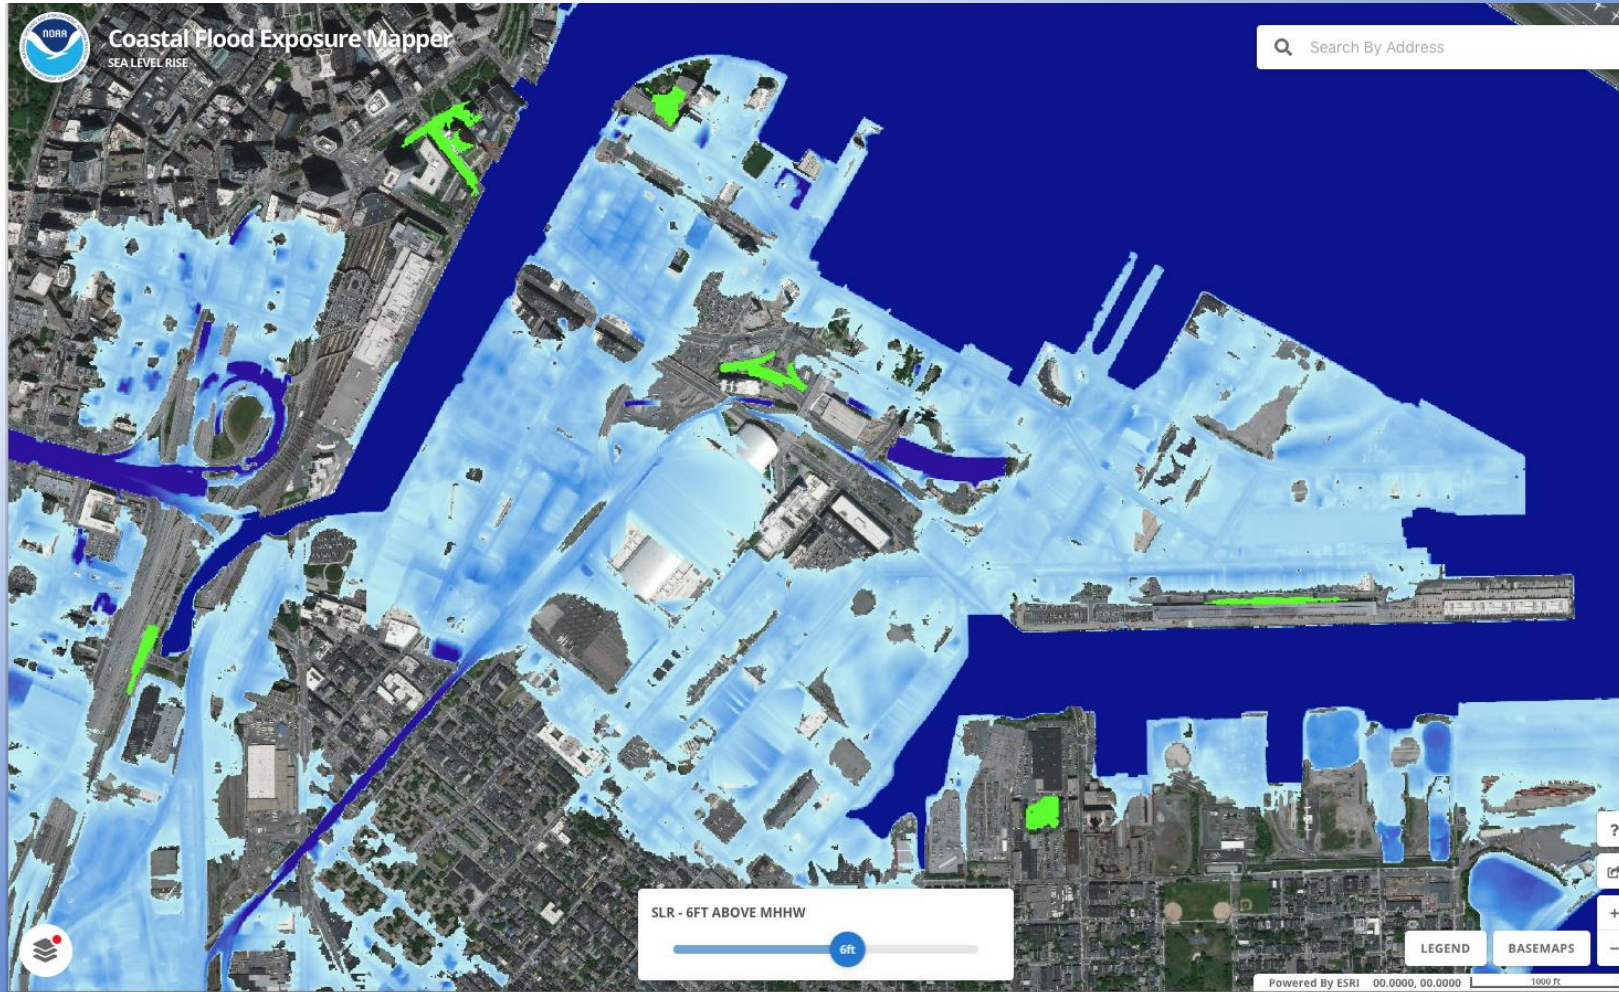 NOAA
Coastal Flood Exposure Mapper
SEA LEVEL RISE
Search By Address
SLR - 6FT ABOVE MHHW
6ft
?
+
LEGEND
BASEMAPS
−
Powered By ESRI 00.0000, 00.0000 1000 ft